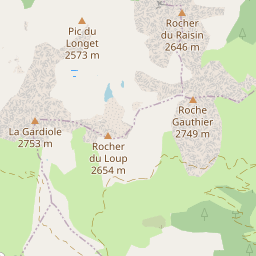 Pic du
Longet
2573 m
Rocher
du Raisin
2646 m
La Gardiole
2753 m
Rocher
du Loup
2654 m
Roche
Gauthier
2749 m